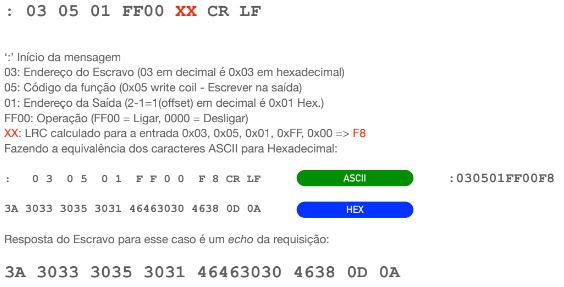 : 03 05 01 FF00 XX CR LF
‘:’ Início da mensagem
03: Endereço do Escravo (03 em decimal é 0x03 em hexadecimal)
05: Código da função (0x05 write coil - Escrever na saída)
01: Endereço da Saída (2-1=1(offset) em decimal é 0x01 Hex.)
FF00: Operação (FF00 = Ligar, 0000 = Desligar)
XX: LRC calculado para a entrada 0x03, 0x05, 0x01, 0xFF, 0x00 => F8
Fazendo a equivalência dos caracteres ASCII para Hexadecimal:
: 0 3 0 5 0 1 F F 0 0 F 8 CR LF ASCII :030501FF00F8
3A 3033 3035 3031 46463030 4638 0D 0A HEX
Resposta do Escravo para esse caso é um echo da requisição:
3A 3033 3035 3031 46463030 4638 0D 0A